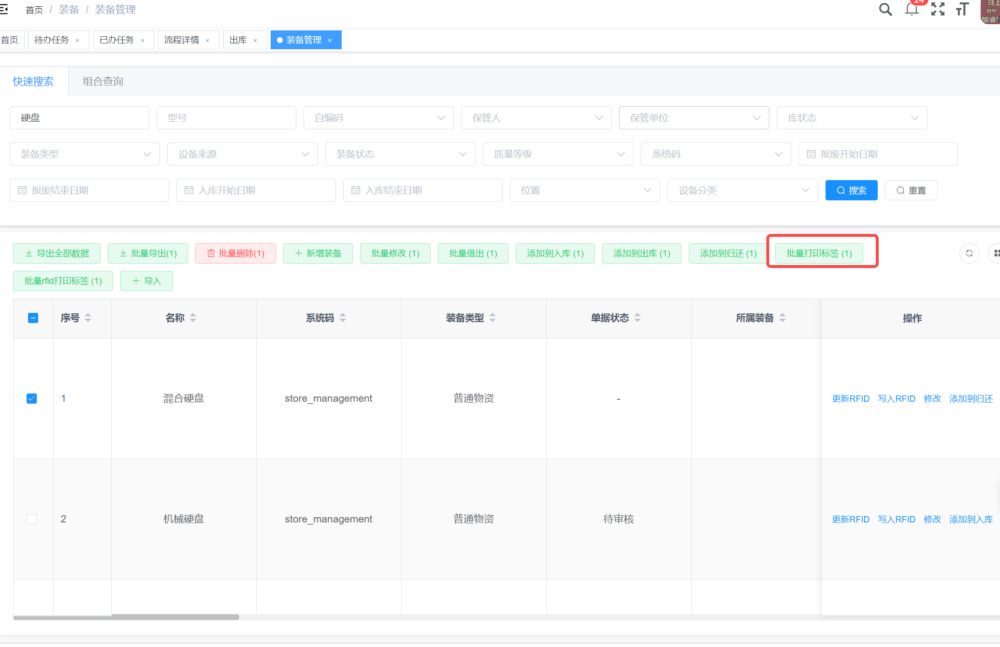 首页 / 装备 / 装备管理
24
加油!
首页 待办任务 × 已办任务 × 流程详情 × 出库 × 装备管理 ×
快速搜索 组合查询
硬盘 型号 自编码 保管人 保管单位 库状态
装备类型 设备来源 装备状态 质量等级 系统码 报废开始日期
报废结束日期 入库开始日期 入库结束日期 位置 设备分类 搜索 重置
导出全部数据 批量导出(1) 批量删除(1) + 新增装备 批量修改 (1) 批量借出 (1) 添加到入库 (1) 添加到出库 (1) 添加到归还 (1) 批量打印标签 (1)
批量rfid打印标签 (1) + 导入
序号 名称 系统码 装备类型 单据状态 所属装备 操作
1 混合硬盘 store_management 普通物资 - 更新RFID 写入RFID 修改 添加到归还
2 机械硬盘 store_management 普通物资 待审核 更新RFID 写入RFID 修改 添加到入库